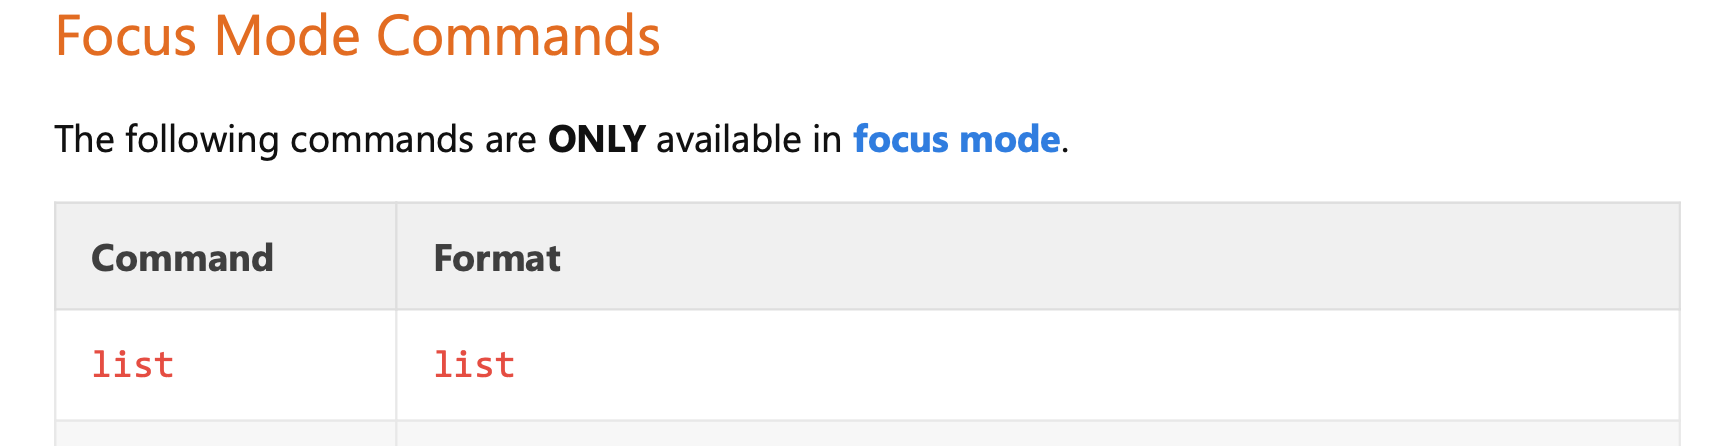 Focus Mode Commands
The following commands are ONLY available in focus mode.
Command Format
list list